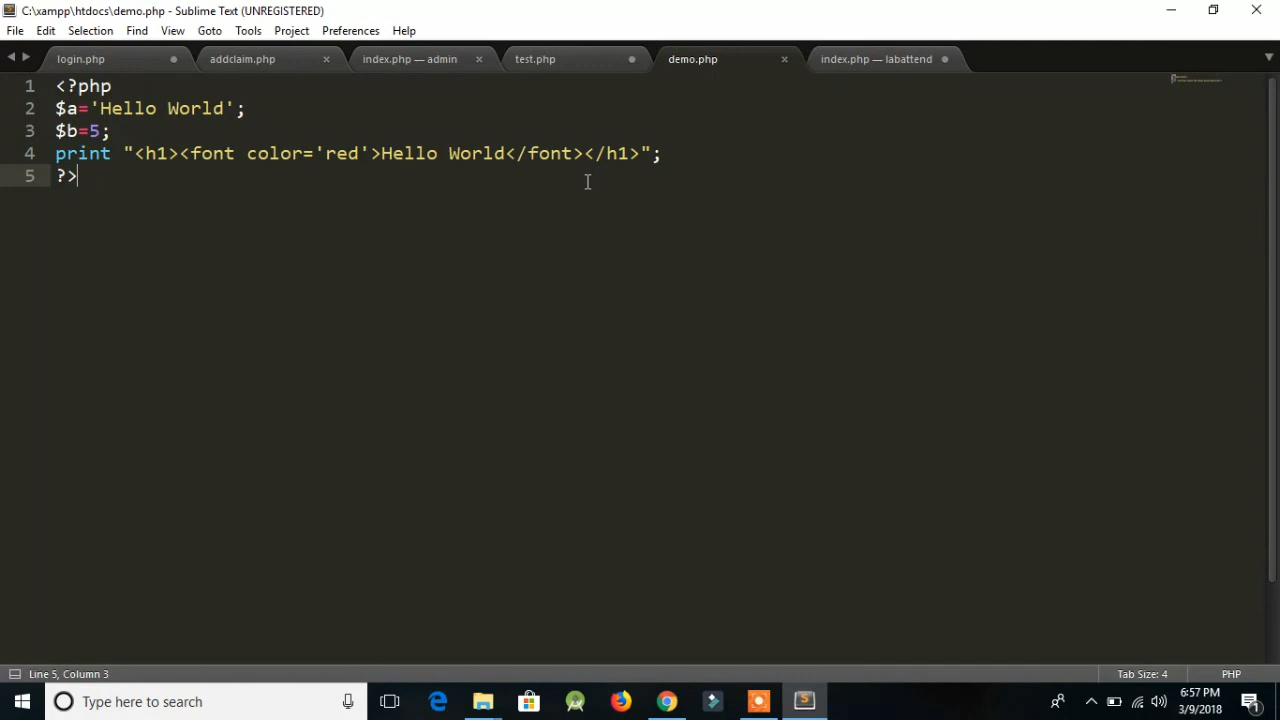 C:\xampp\htdocs\demo.php - Sublime Text (UNREGISTERED)
File Edit Selection Find View Goto Tools Project Preferences Help
login.php addclaim.php index.php — admin test.php demo.php index.php — labattend
1 <?php
2 $a='Hello World';
3 $b=5;
4 print "<h1><font color='red'>Hello World</font></h1>";
5 ?>
Line 5, Column 3 Tab Size: 4 PHP
Type here to search
6:57 PM
3/9/2018
1